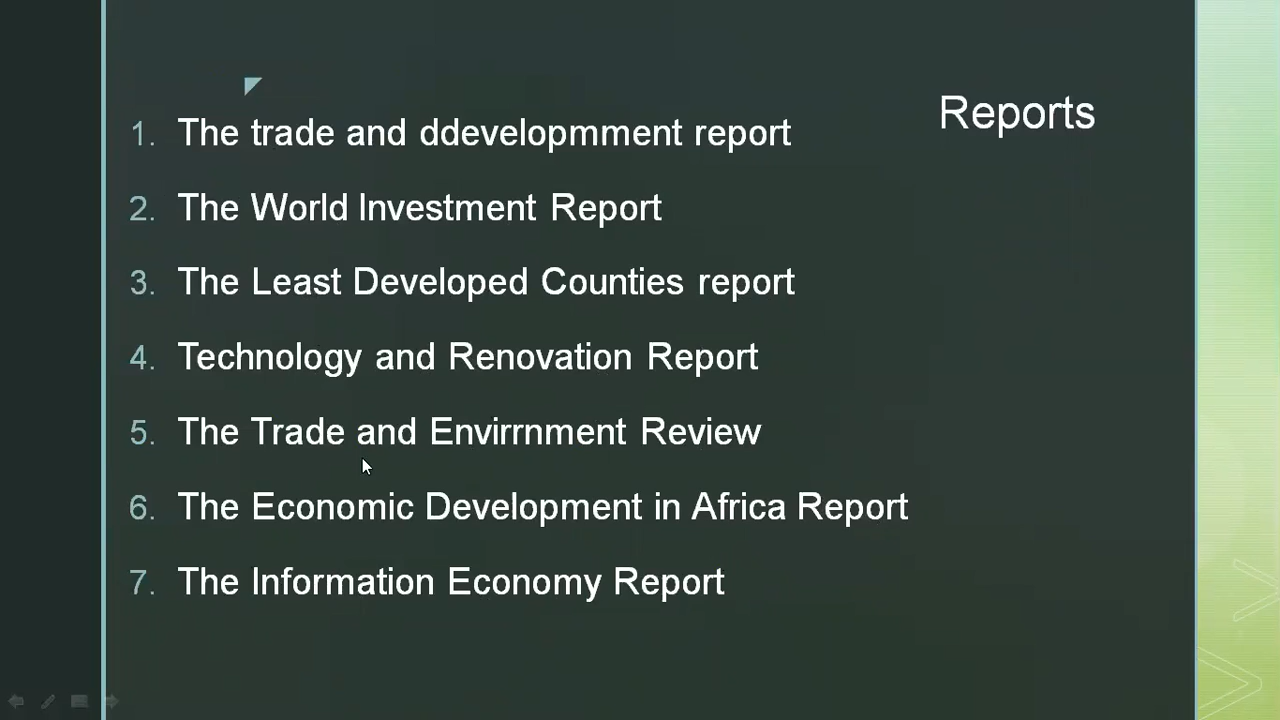 Reports
1. The trade and ddevelopmment report
2. The World Investment Report
3. The Least Developed Counties report
4. Technology and Renovation Report
5. The Trade and Envirrnment Review
6. The Economic Development in Africa Report
7. The Information Economy Report